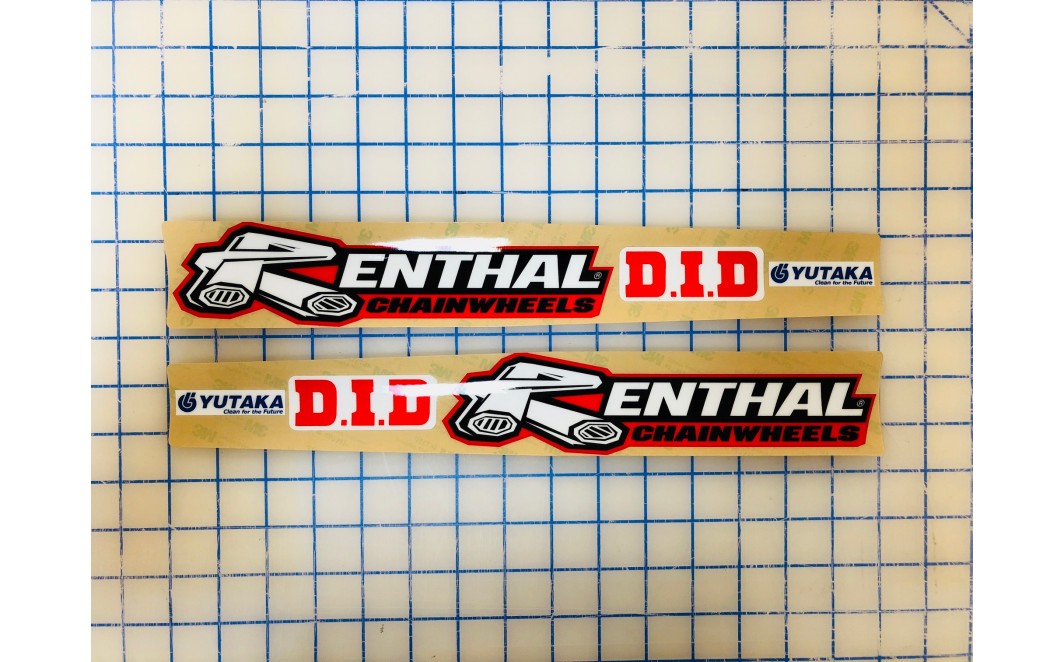 RENTHAL®
CHAINWHEELS
D.I.D
YUTAKA
Clean for the Future
YUTAKA
Clean for the Future
D.I.D
RENTHAL®
CHAINWHEELS